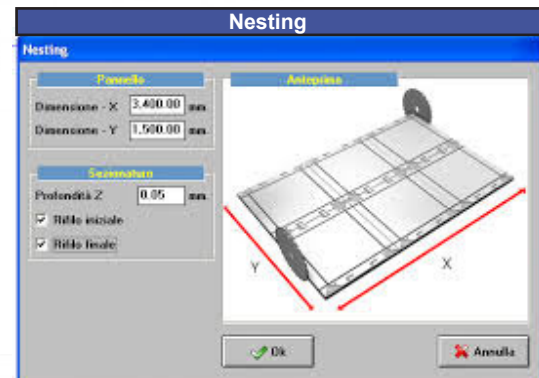 Nesting
Nesting
Pannello
Dimensione - X 3,400.00 mm.
Dimensione - Y 1,500.00 mm.
Sezionatura
Profondità Z 0.05 mm.
Rifilo iniziale
Rifilo finale
Anteprima
Y
X
Ok
Annulla